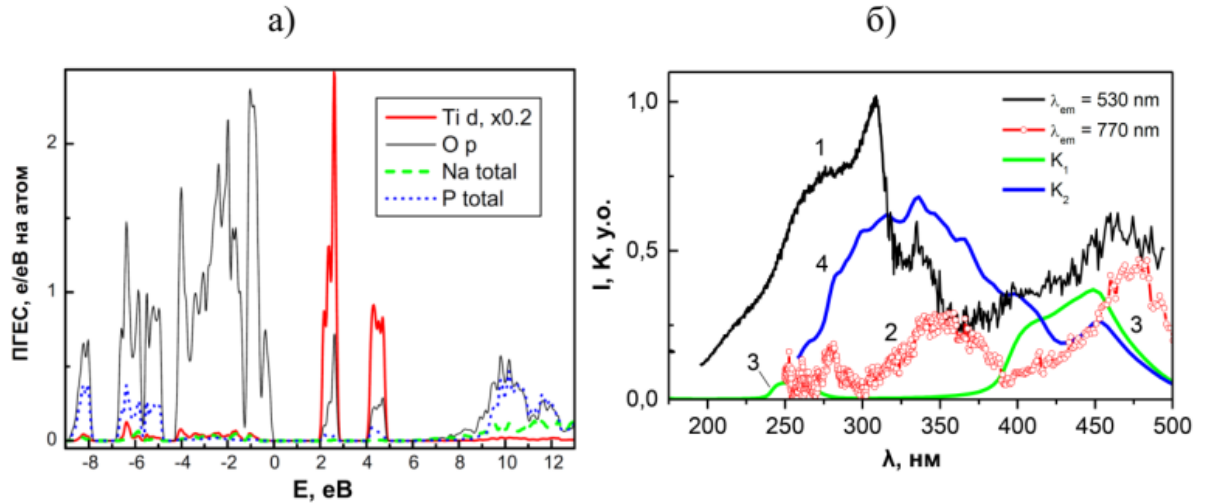 а)
б)
ПГЕС, е/еВ на атом
2
1
0
Ti d, x0.2
O p
Na total
P total
-8 -6 -4 -2 0 2 4 6 8 10 12
E, еВ
I, K, у.о.
1,0
0,5
0,0
λem = 530 nm
λem = 770 nm
K1
K2
1
4
2
3
3
200 250 300 350 400 450 500
λ, нм